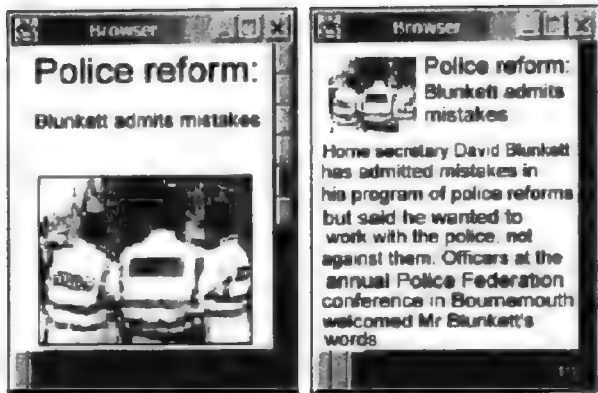 Browser
Police reform:
Blunkett admits mistakes
Browser
Police reform:
Blunkett admits
mistakes
Home secretary David Blunkett
has admitted mistakes in
his program of police reforms
but said he wanted to
work with the police, not
against them. Officers at the
annual Police Federation
conference in Bournemouth
welcomed Mr Blunkett's
words